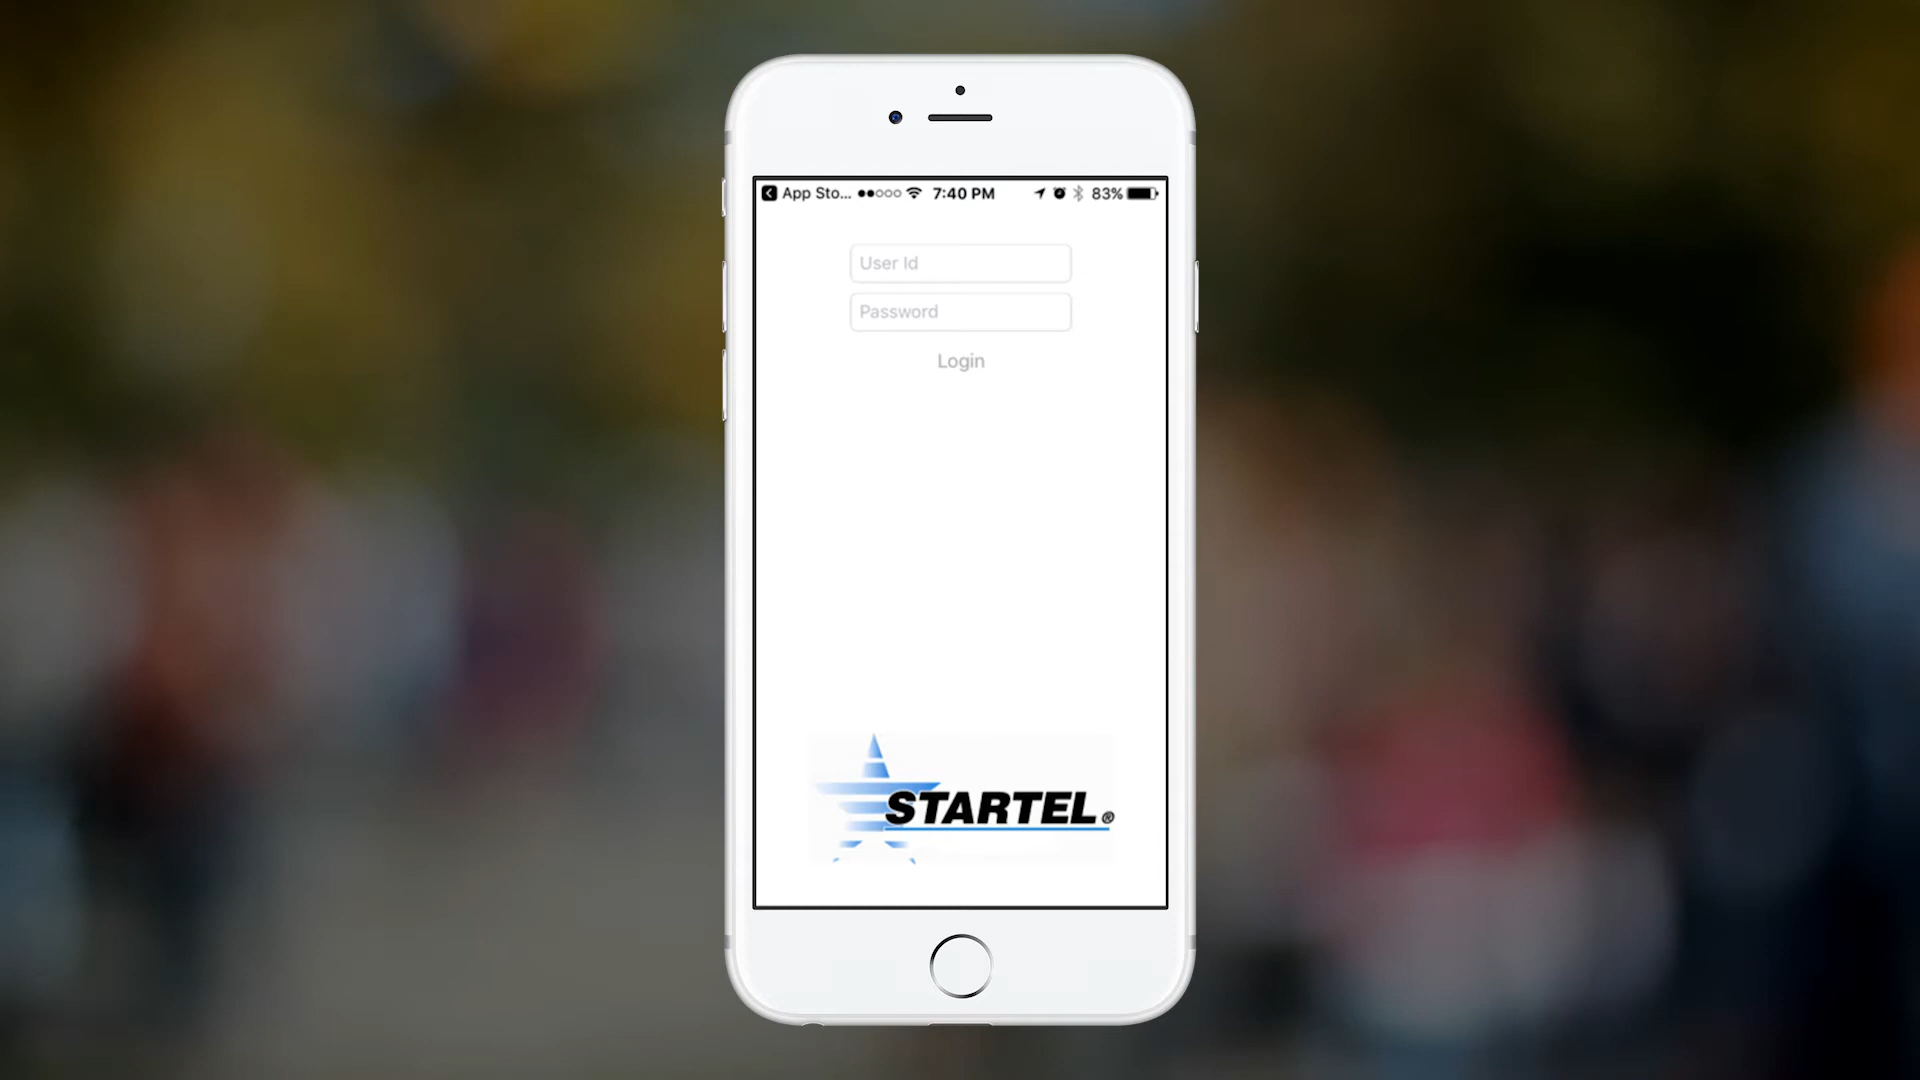 App Sto... 7:40 PM 83%
User Id
Password
Login
STARTEL®